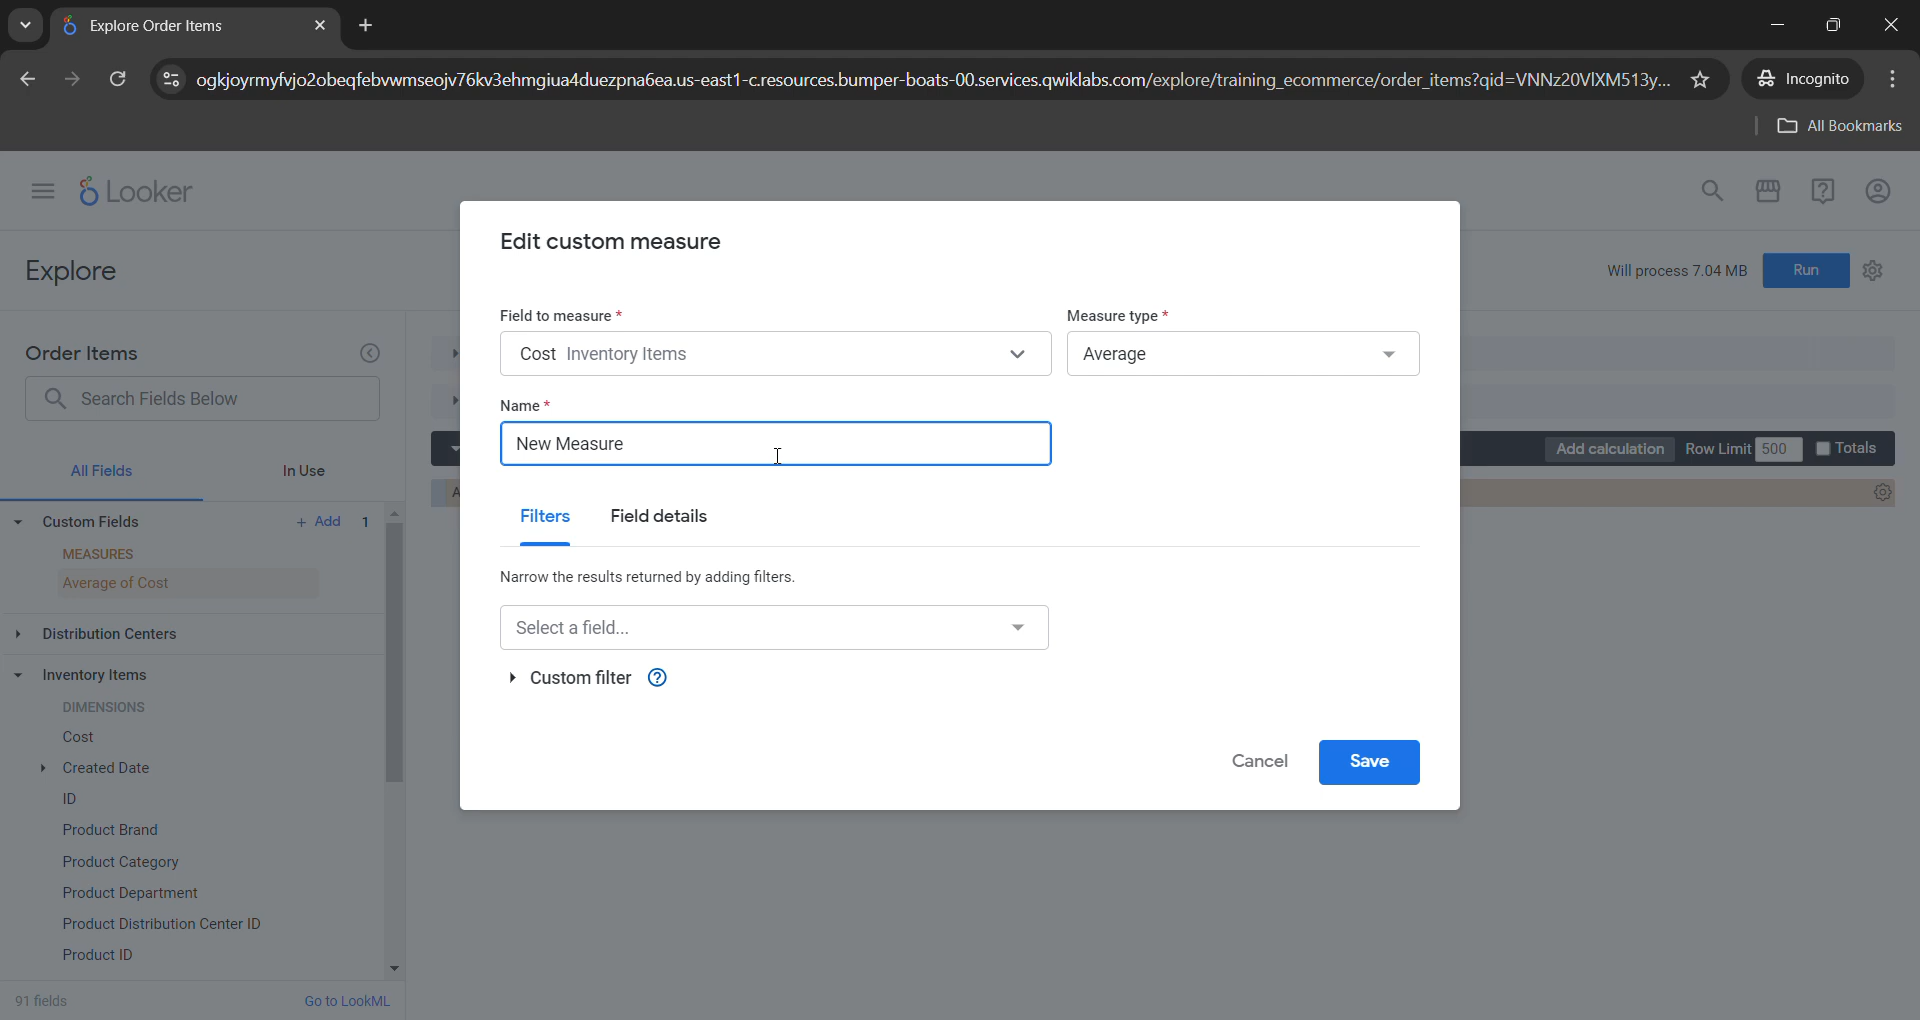 Explore Order Items
ogkjoyrmyfvjo2obeqfebvwmseojv76kv3ehmgiua4duezpna6ea.us-east1-c.resources.bumper-boats-00.services.qwiklabs.com/explore/training_ecommerce/order_items?qid=VNNz20VlXM513y...
Incognito
All Bookmarks
Looker
Explore
Will process 7.04 MB
Run
Order Items
Search Fields Below
All Fields
In Use
Custom Fields
+ Add 1
MEASURES
Average of Cost
Distribution Centers
Inventory Items
DIMENSIONS
Cost
Created Date
ID
Product Brand
Product Category
Product Department
Product Distribution Center ID
Product ID
91 fields
Go to LookML
Edit custom measure
Field to measure *
Cost Inventory Items
Measure type *
Average
Name *
New Measure
Filters
Field details
Narrow the results returned by adding filters.
Select a field...
Custom filter
Cancel
Save
Add calculation
Row Limit 500
Totals